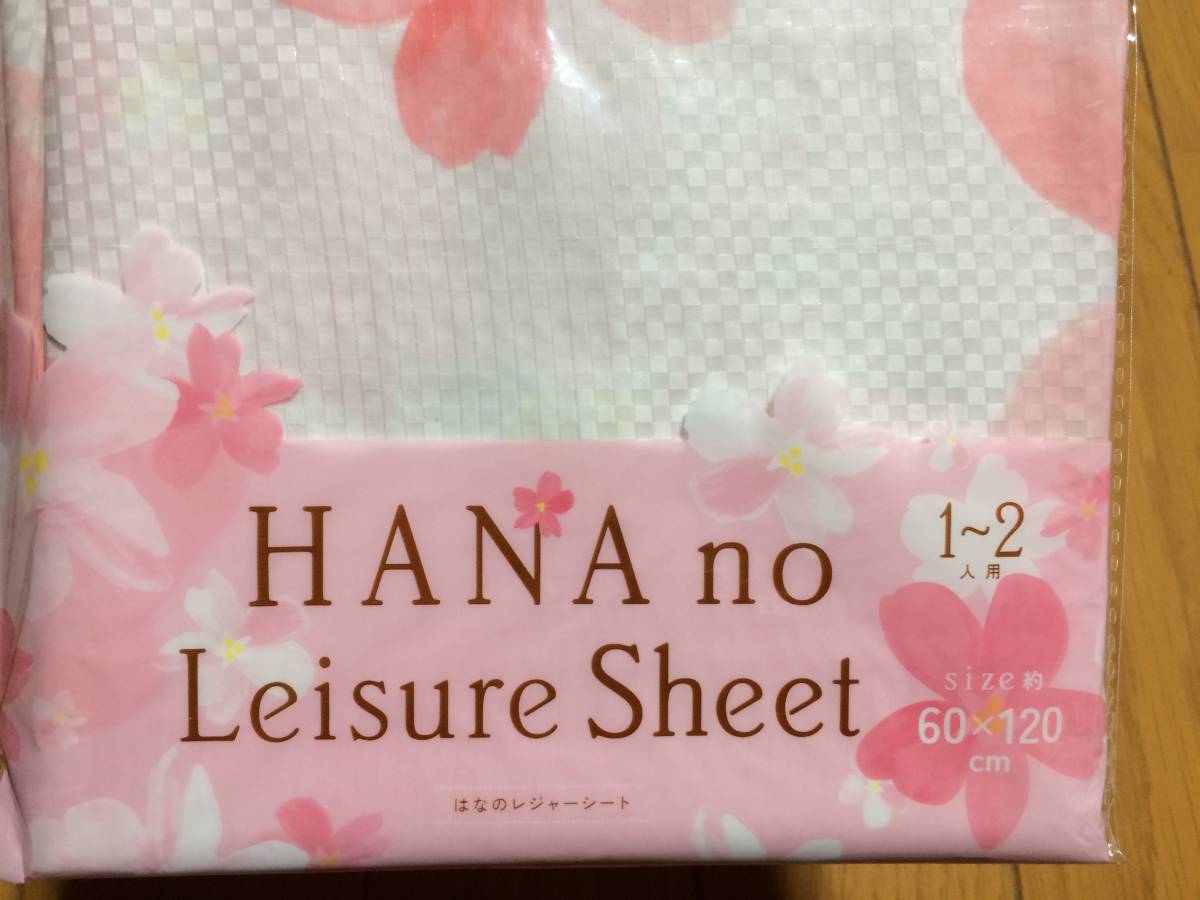 HANA no
Leisure Sheet
はなのレジャーシート
1~2
人用
size約
60×120
cm